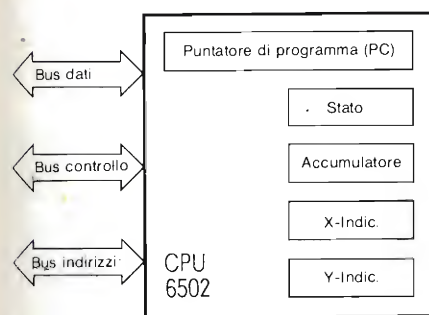 Puntatore di programma (PC)
Bus dati
Stato
Bus controllo
Accumulatore
X-Indic.
Bus indirizzi
CPU
6502
Y-Indic.